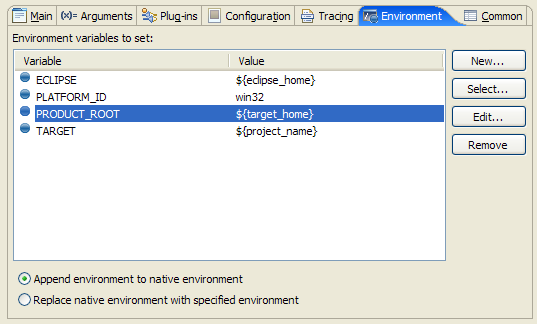 Main (x)= Arguments Plug-ins Configuration Tracing Environment Common
Environment variables to set:
Variable Value New...
ECLIPSE ${eclipse_home} Select...
PLATFORM_ID win32
PRODUCT_ROOT ${target_home} Edit...
TARGET ${project_name} Remove
Append environment to native environment
Replace native environment with specified environment